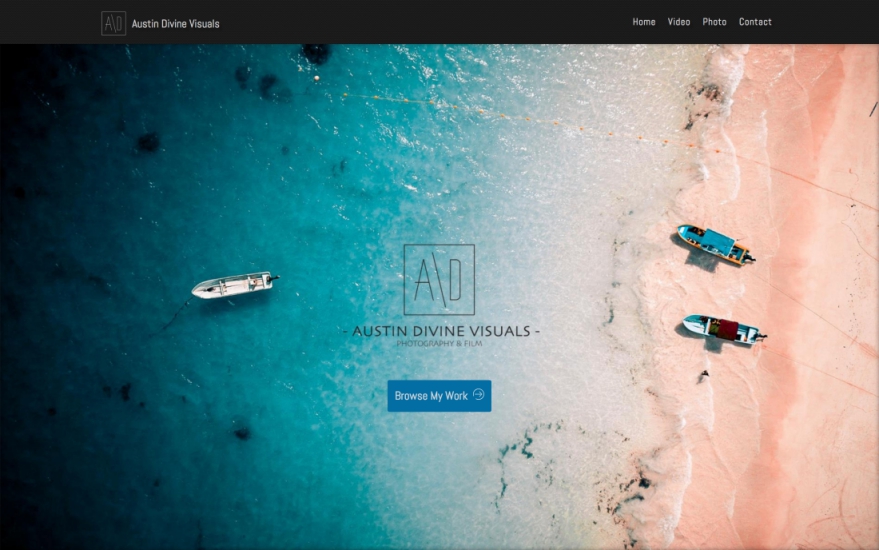 A\D Austin Divine Visuals
Home Video Photo Contact
A\D
- AUSTIN DIVINE VISUALS -
PHOTOGRAPHY & FILM
Browse My Work